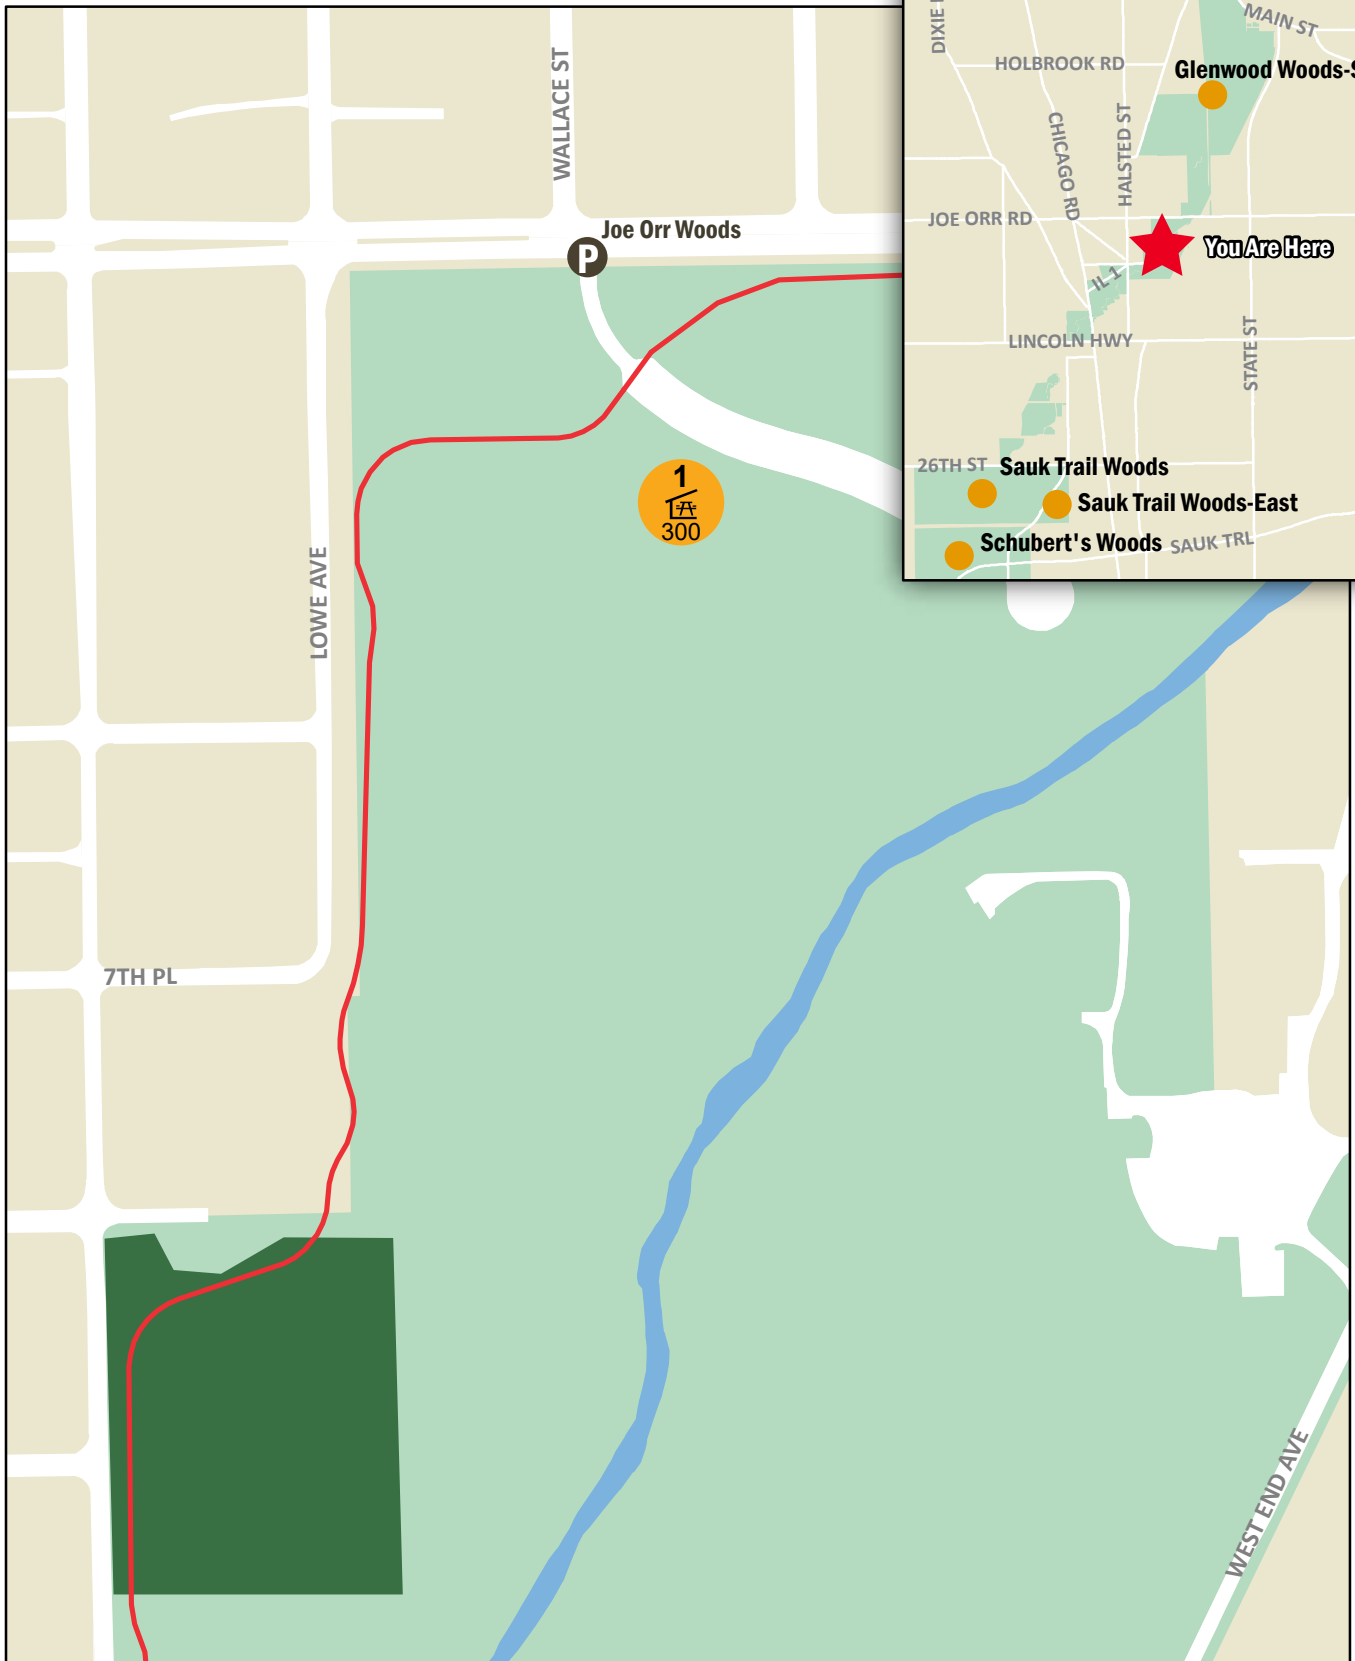 WALLACE ST
P
Joe Orr Woods
1
300
LOWE AVE
7TH PL
WEST END AVE
DIXIE
MAIN ST
HOLBROOK RD
Glenwood Woods-S
CHICAGO RD
HALSTED ST
JOE ORR RD
You Are Here
IL 1
LINCOLN HWY
STATE ST
26TH ST
Sauk Trail Woods
Sauk Trail Woods-East
Schubert's Woods
SAUK TRL